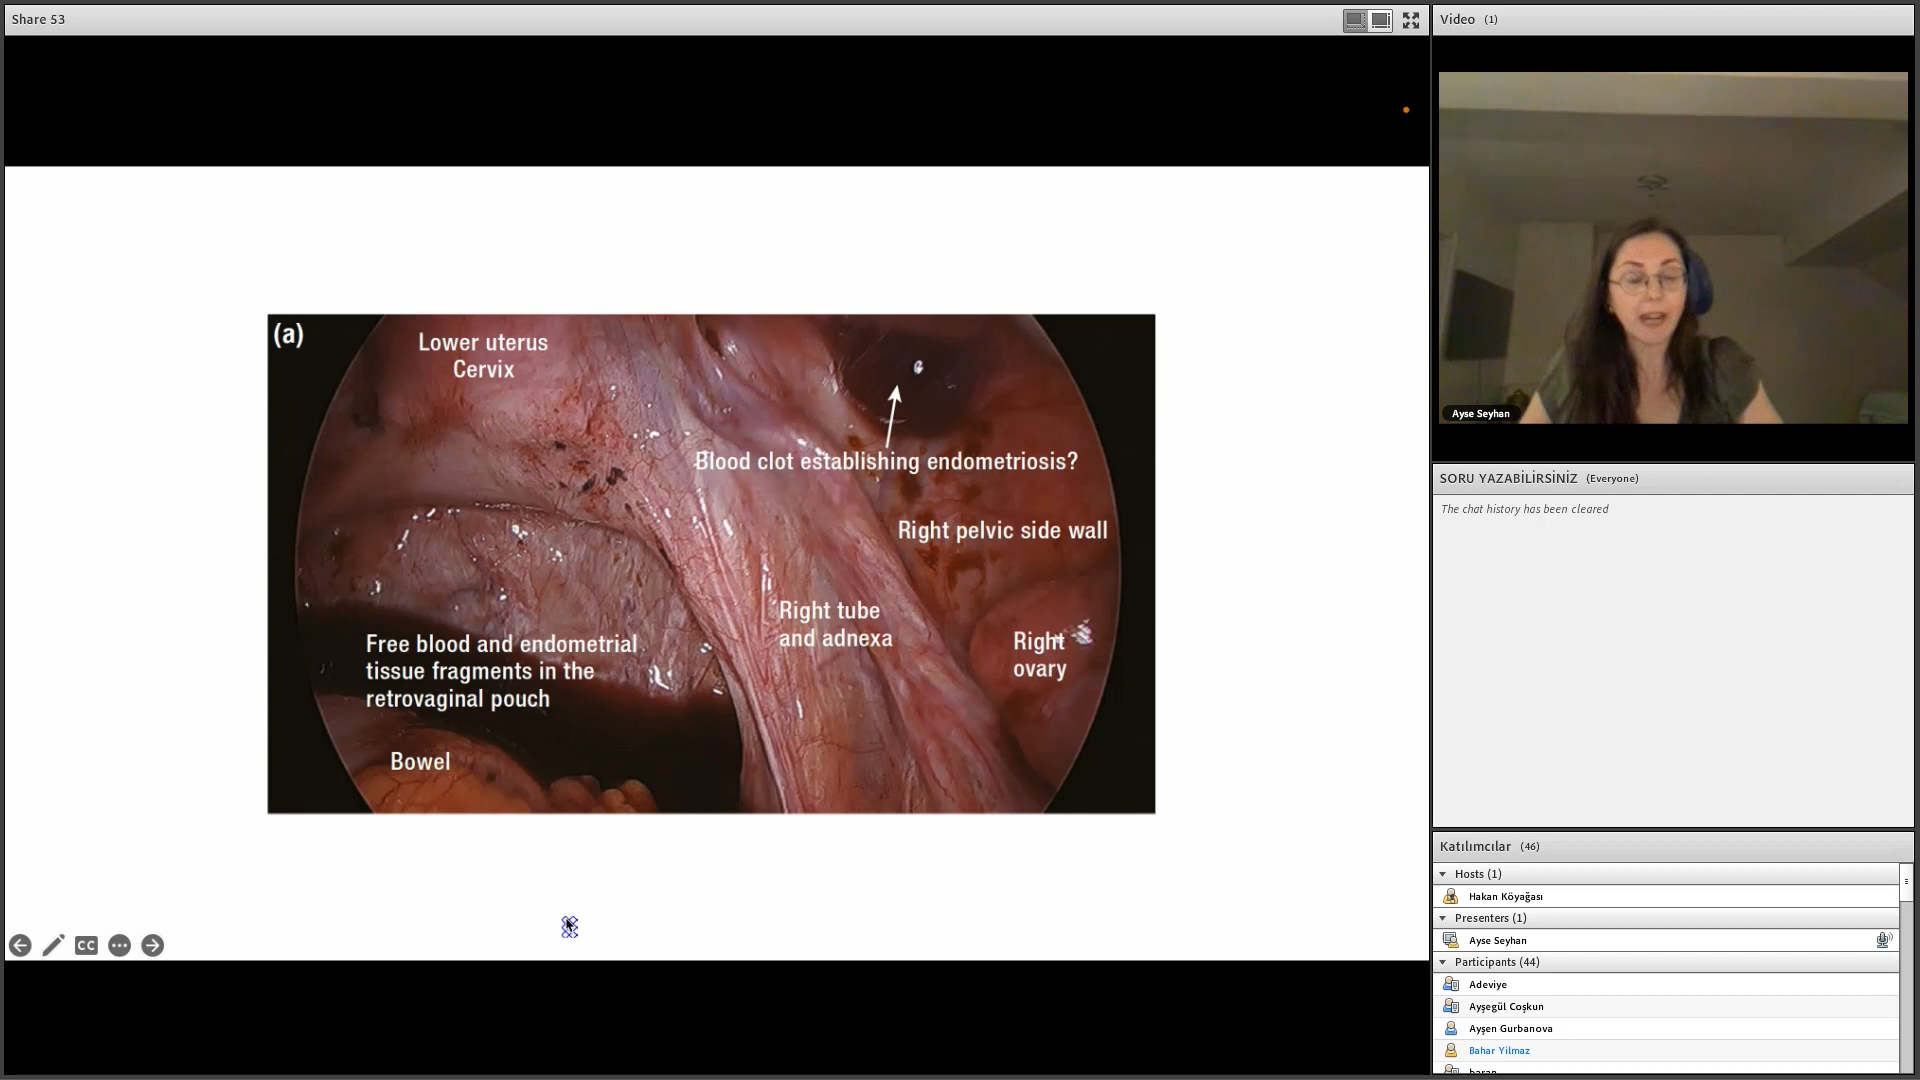 Share 53
(a)
Lower uterus
Cervix
Blood clot establishing endometriosis?
Right pelvic side wall
Right tube
and adnexa
Right
ovary
Free blood and endometrial
tissue fragments in the
retrovaginal pouch
Bowel
CC
Video (1)
Ayse Seyhan
SORU YAZABİLİRSİNİZ (Everyone)
The chat history has been cleared
Katılımcılar (46)
Hosts (1)
Hakan Köyağası
Presenters (1)
Ayse Seyhan
Participants (44)
Adeviye
Ayşegül Coşkun
Ayşen Gurbanova
Bahar Yilmaz